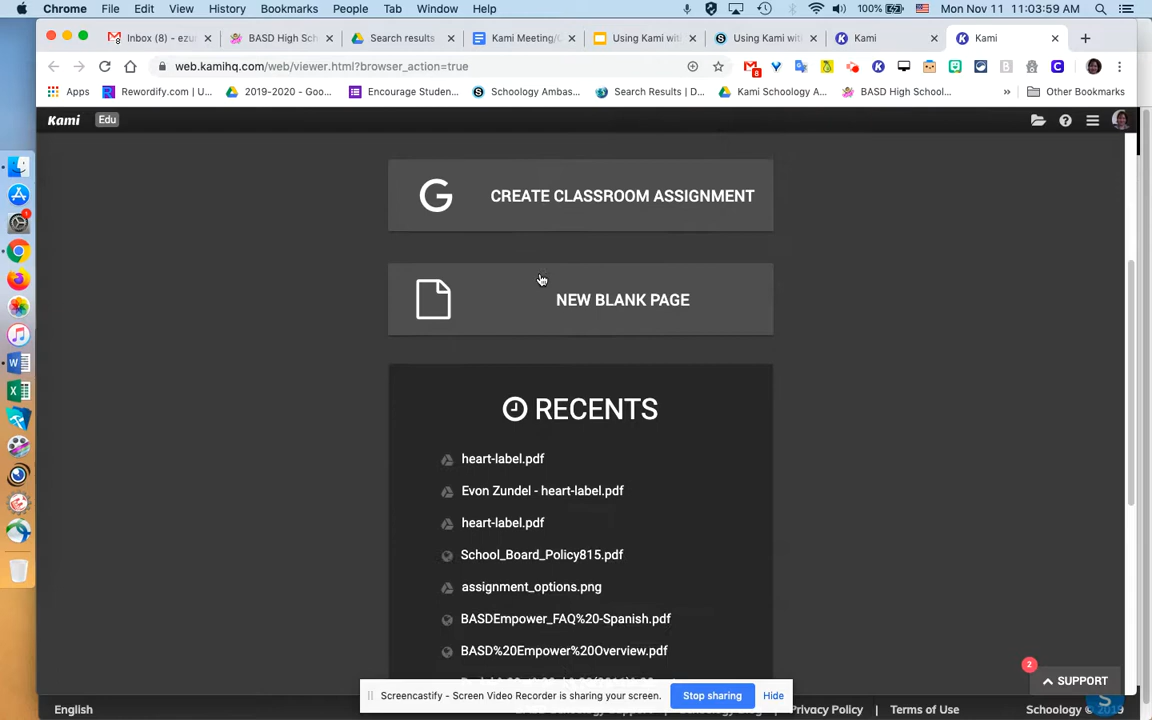 Chrome File Edit View History Bookmarks People Tab Window Help 100% Mon Nov 11 11:03:59 AM
Inbox (8) - ezu BASD High Sch Search results Kami Meeting/C Using Kami wit Using Kami wit Kami Kami
web.kamihq.com/web/viewer.html?browser_action=true
Apps Rewordify.com | U... 2019-2020 - Goo... Encourage Studen... Schoology Ambas... Search Results | D... Kami Schoology A... BASD High School... » Other Bookmarks
Kami Edu
G CREATE CLASSROOM ASSIGNMENT
NEW BLANK PAGE
RECENTS
heart-label.pdf
Evon Zundel - heart-label.pdf
heart-label.pdf
School_Board_Policy815.pdf
assignment_options.png
BASDEmpower_FAQ%20-Spanish.pdf
BASD%20Empower%20Overview.pdf
2
SUPPORT
Screencastify - Screen Video Recorder is sharing your screen. Stop sharing Hide
English Privacy Policy Terms of Use Schoology © 2019